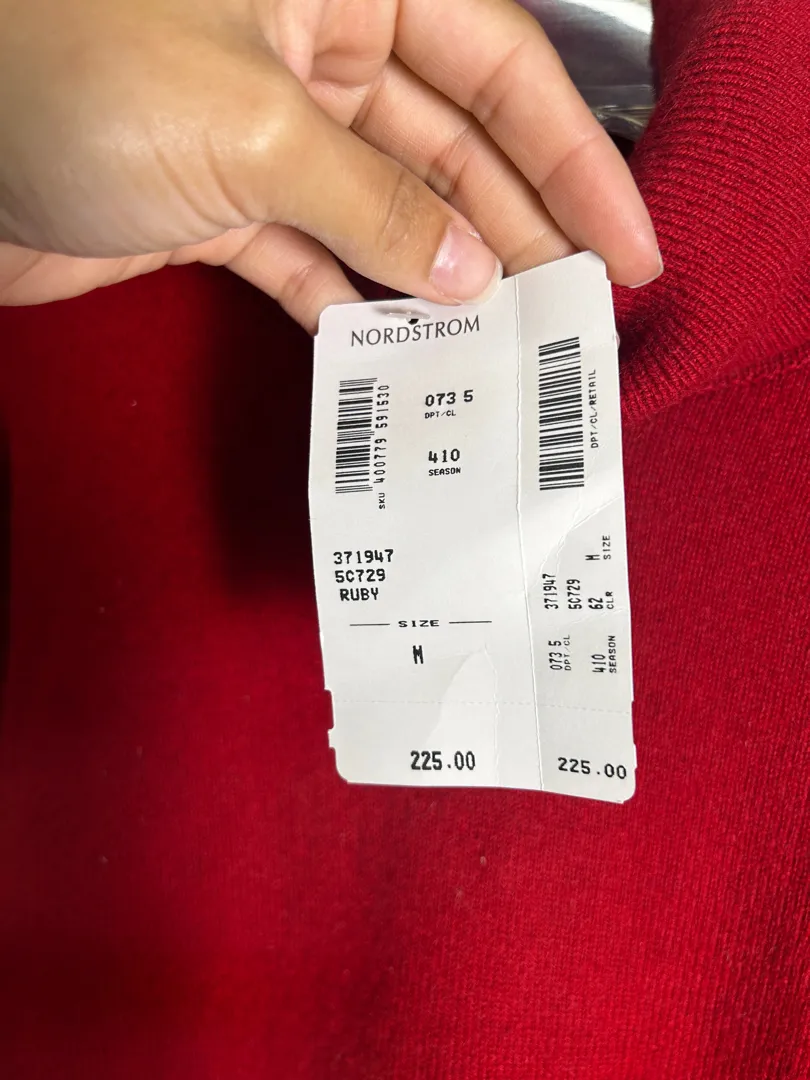 NORDSTROM
SKU 400779 591530
073 5
DPT/CL
410
SEASON
371947
5C729
RUBY
SIZE
M
225.00
DPT/CL/RETAIL
371947
5C729
62 M
CLR SIZE
073 5 410
DPT/CL SEASON
225.00